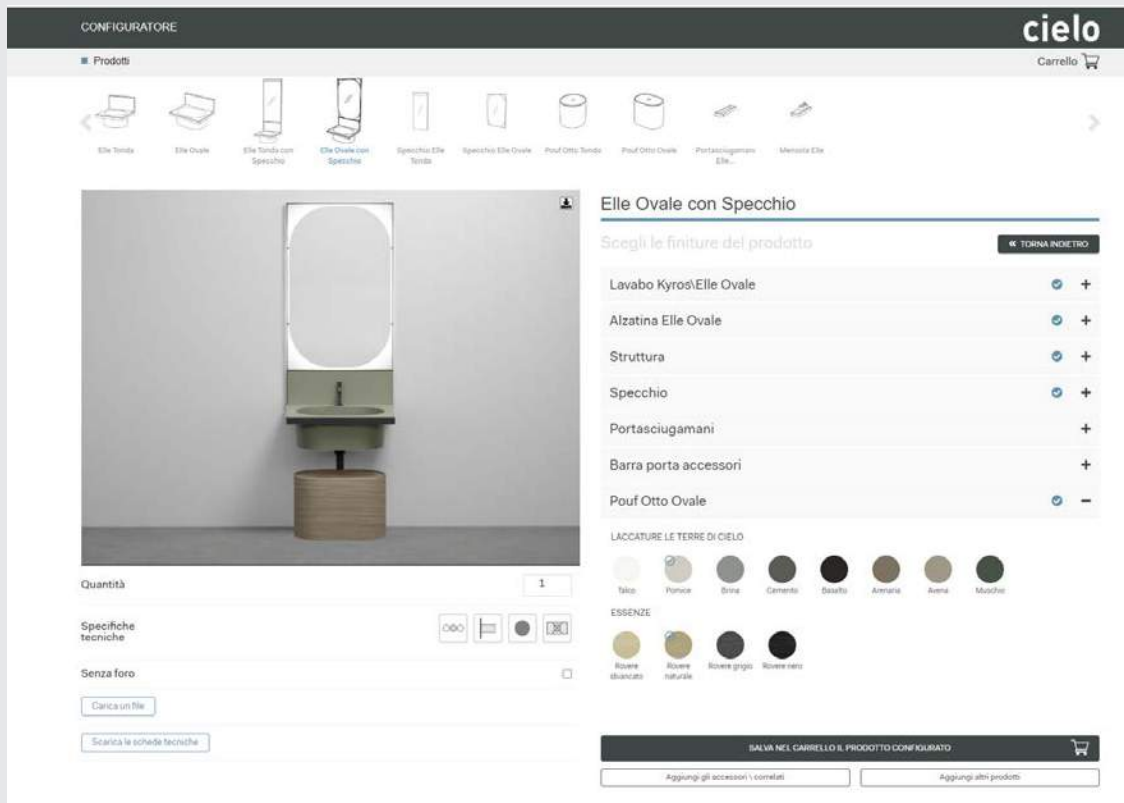 CONFIGURATORE
cielo
Prodotti
Carrello
Elle Tonda
Elle Ovale
Elle Tonda con
Specchio
Elle Ovale con
Specchio
Specchio Elle
Tonda
Specchio Elle Ovale
Pouf Otto Tondo
Pouf Otto Ovale
Portasciugamani
Elle...
Mensola Elle
Elle Ovale con Specchio
Scegli le finiture del prodotto
« TORNA INDIETRO
Lavabo Kyros\Elle Ovale
Alzatina Elle Ovale
Struttura
Specchio
Portasciugamani
Barra porta accessori
Pouf Otto Ovale
LACCATURE LE TERRE DI CIELO
Talco
Pomice
Brina
Cemento
Basalto
Arenaria
Avena
Muschio
ESSENZE
Rovere
sbiancato
Rovere
naturale
Rovere grigio
Rovere nero
Quantità
1
Specifiche
tecniche
Senza foro
Carica un file
Scarica le schede tecniche
SALVA NEL CARRELLO IL PRODOTTO CONFIGURATO
Aggiungi gli accessori \ correlati
Aggiungi altri prodotti